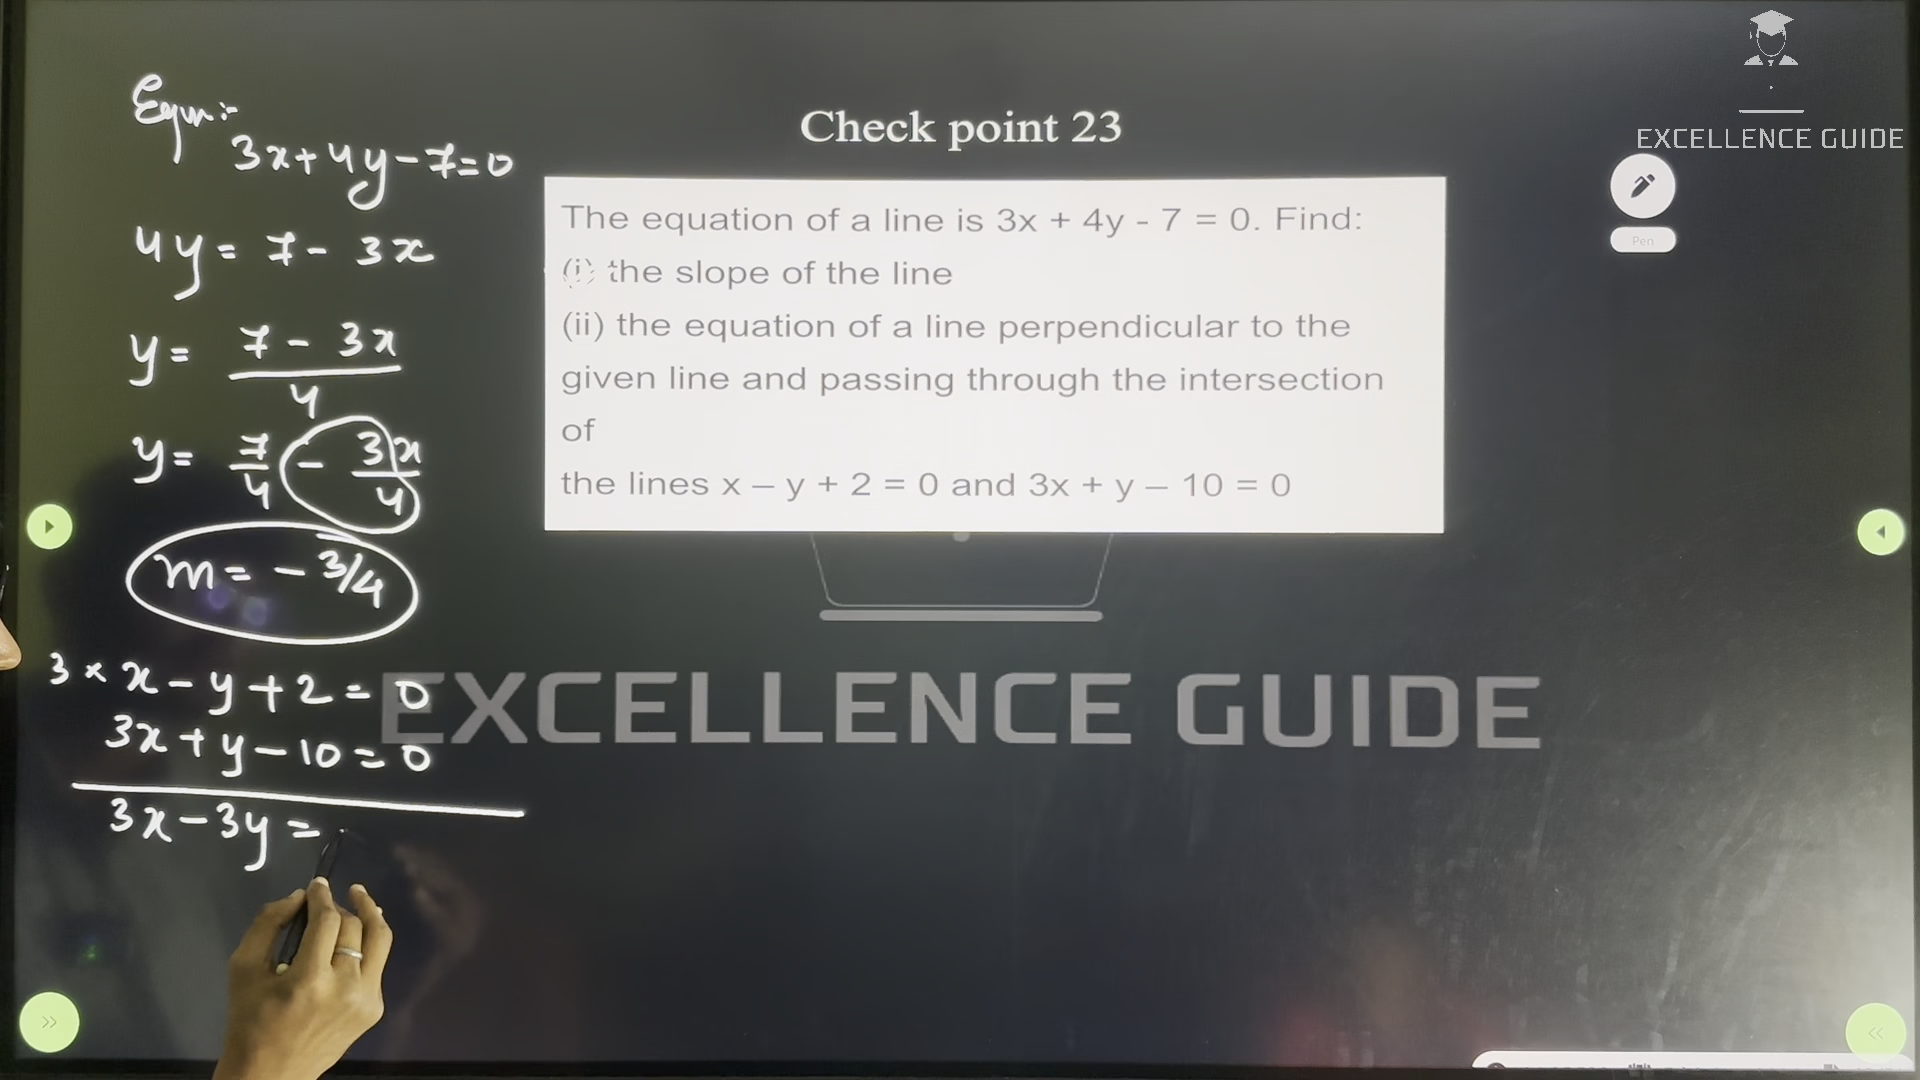 EXCELLENCE GUIDE
Pen
Check point 23
The equation of a line is 3x + 4y - 7 = 0. Find:
(i) the slope of the line
(ii) the equation of a line perpendicular to the
given line and passing through the intersection
of
the lines x – y + 2 = 0 and 3x + y – 10 = 0
Eqn:-
3x+4y-7=0
4y= 7- 3x
y= 7- 3x / 4
y= 7/4 - 3x/4
m= - 3/4
3 × x - y + 2 = 0
3x + y - 10 = 0
3x - 3y =
EXCELLENCE GUIDE